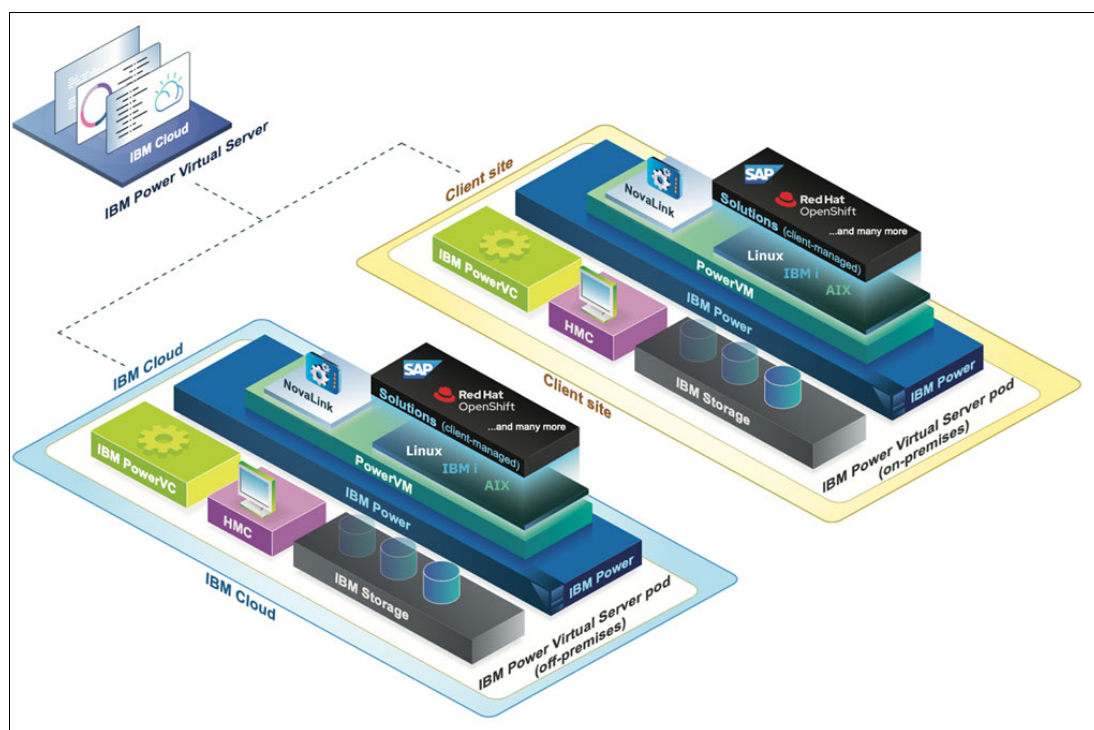 IBM Cloud
IBM Power Virtual Server
Client site
NovaLink
SAP
Red Hat
OpenShift
...and many more
Solutions (client-managed)
Linux
IBM i
AIX
PowerVM
IBM Power
IBM Power
IBM PowerVC
HMC
IBM Storage
Client site
IBM Power Virtual Server pod
(on-premises)
IBM Cloud
NovaLink
SAP
Red Hat
OpenShift
...and many more
Solutions (client-managed)
Linux
IBM i
AIX
PowerVM
IBM Power
IBM Power
IBM PowerVC
HMC
IBM Storage
IBM Cloud
IBM Power Virtual Server pod
(off-premises)